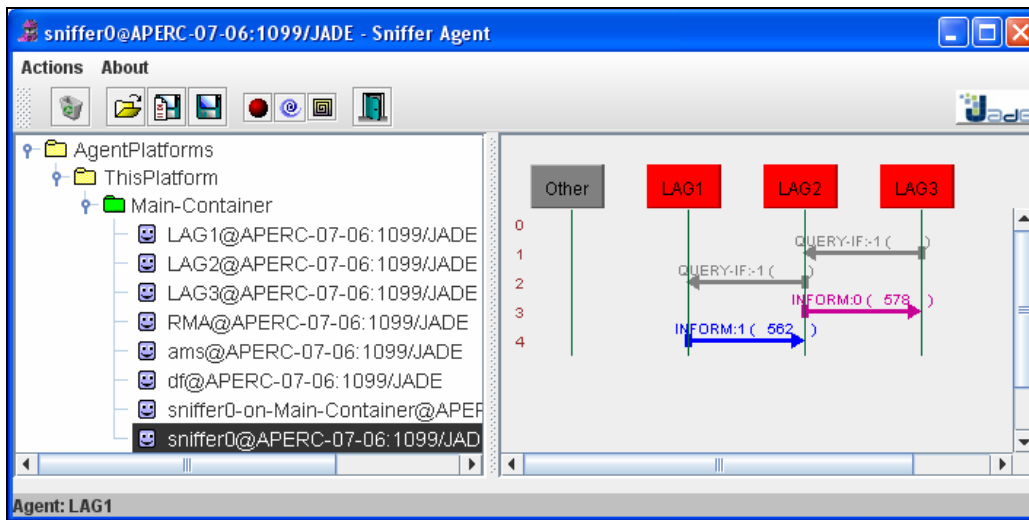 sniffer0@APERC-07-06:1099/JADE - Sniffer Agent
Actions About
Jade
AgentPlatforms
ThisPlatform
Main-Container
LAG1@APERC-07-06:1099/JADE
LAG2@APERC-07-06:1099/JADE
LAG3@APERC-07-06:1099/JADE
RMA@APERC-07-06:1099/JADE
ams@APERC-07-06:1099/JADE
df@APERC-07-06:1099/JADE
sniffer0-on-Main-Container@APER
sniffer0@APERC-07-06:1099/JAD
Other LAG1 LAG2 LAG3
0
QUERY-IF:-1 ( )
1
QUERY-IF:-1 ( )
2
INFORM:0 ( 578 )
3
INFORM:1 ( 562 )
4
Agent: LAG1